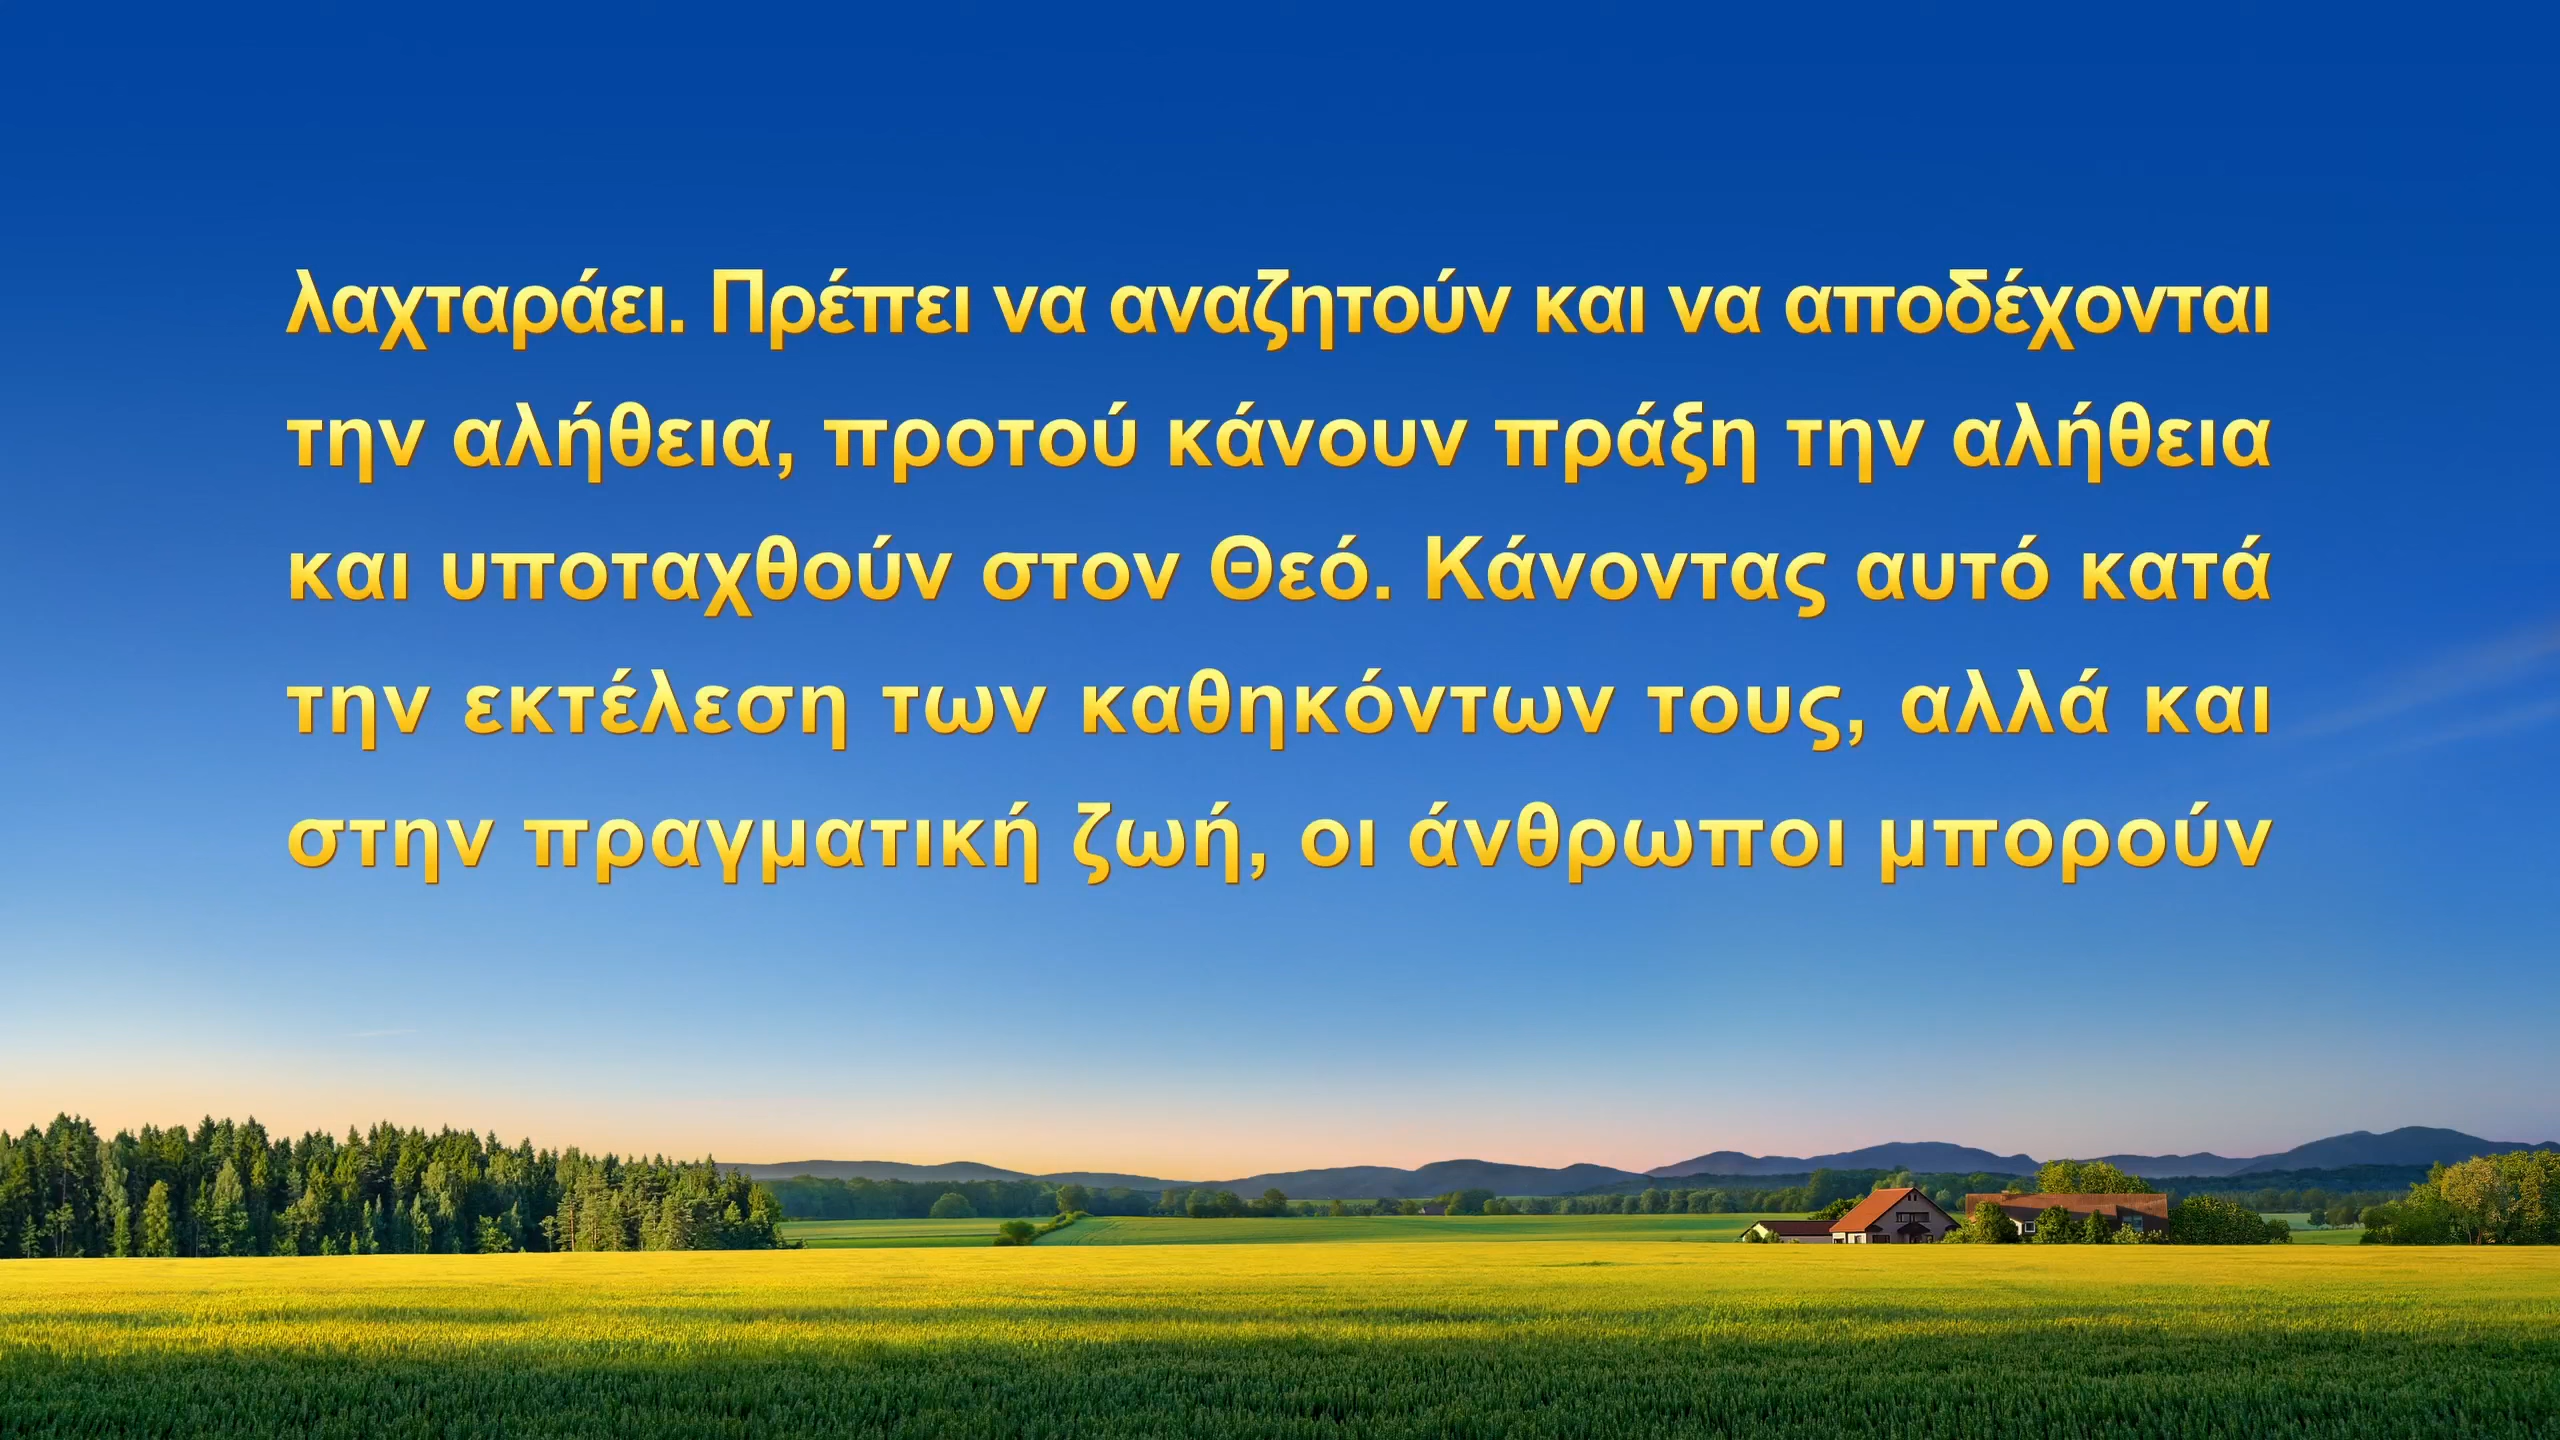 λαχταράει. Πρέπει να αναζητούν και να αποδέχονται
την αλήθεια, προτού κάνουν πράξη την αλήθεια
και υποταχθούν στον Θεό. Κάνοντας αυτό κατά
την εκτέλεση των καθηκόντων τους, αλλά και
στην πραγματική ζωή, οι άνθρωποι μπορούν